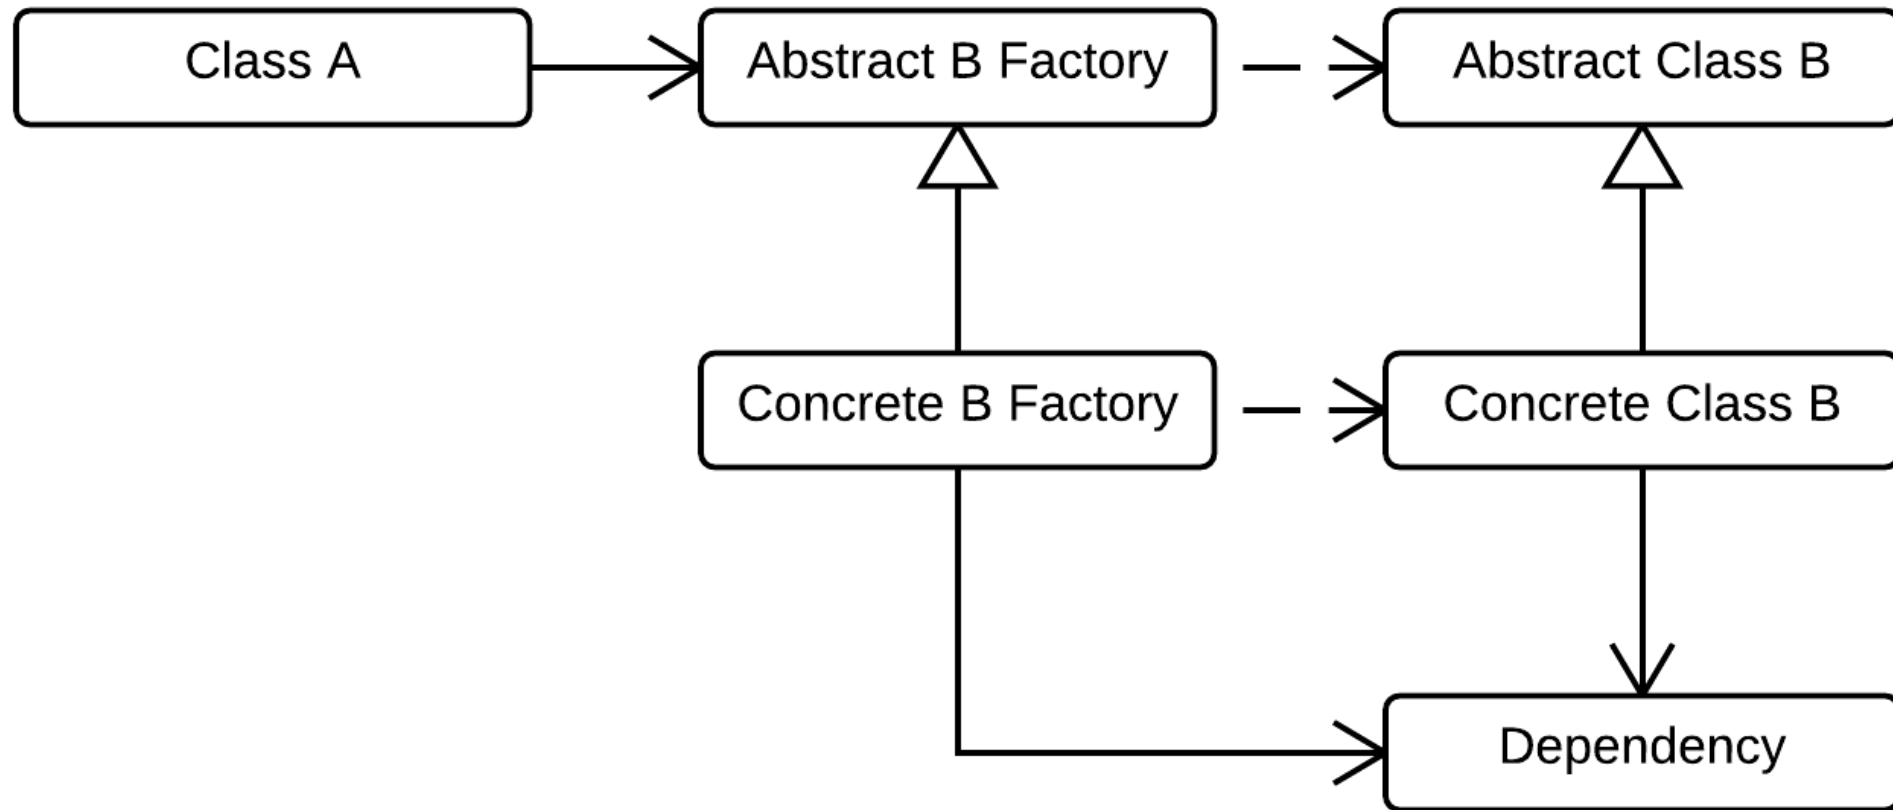 Class A
Abstract B Factory
Abstract Class B
Concrete B Factory
Concrete Class B
Dependency